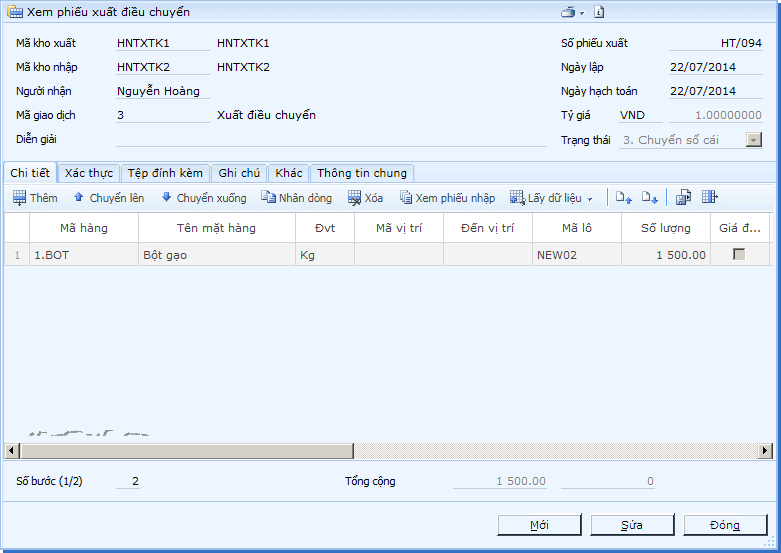 Xem phiếu xuất điều chuyển
Mã kho xuất HNTXTK1 HNTXTK1 Số phiếu xuất HT/094
Mã kho nhập HNTXTK2 HNTXTK2 Ngày lập 22/07/2014
Người nhận Nguyễn Hoàng Ngày hạch toán 22/07/2014
Mã giao dịch 3 Xuất điều chuyển Tỷ giá VND 1.00000000
Diễn giải Trạng thái 3. Chuyển số cái
Chi tiết Xác thực Tệp đính kèm Ghi chú Khác Thông tin chung
Thêm Chuyển lên Chuyển xuống Nhân dòng Xóa Xem phiếu nhập Lấy dữ liệu
Mã hàng Tên mặt hàng Đvt Mã vị trí Đến vị trí Mã lô Số lượng Giá đ...
1 1.BOT Bột gạo Kg NEW02 1 500.00
Số bước (1/2) 2 Tổng cộng 1 500.00 0
Mới Sửa Đóng